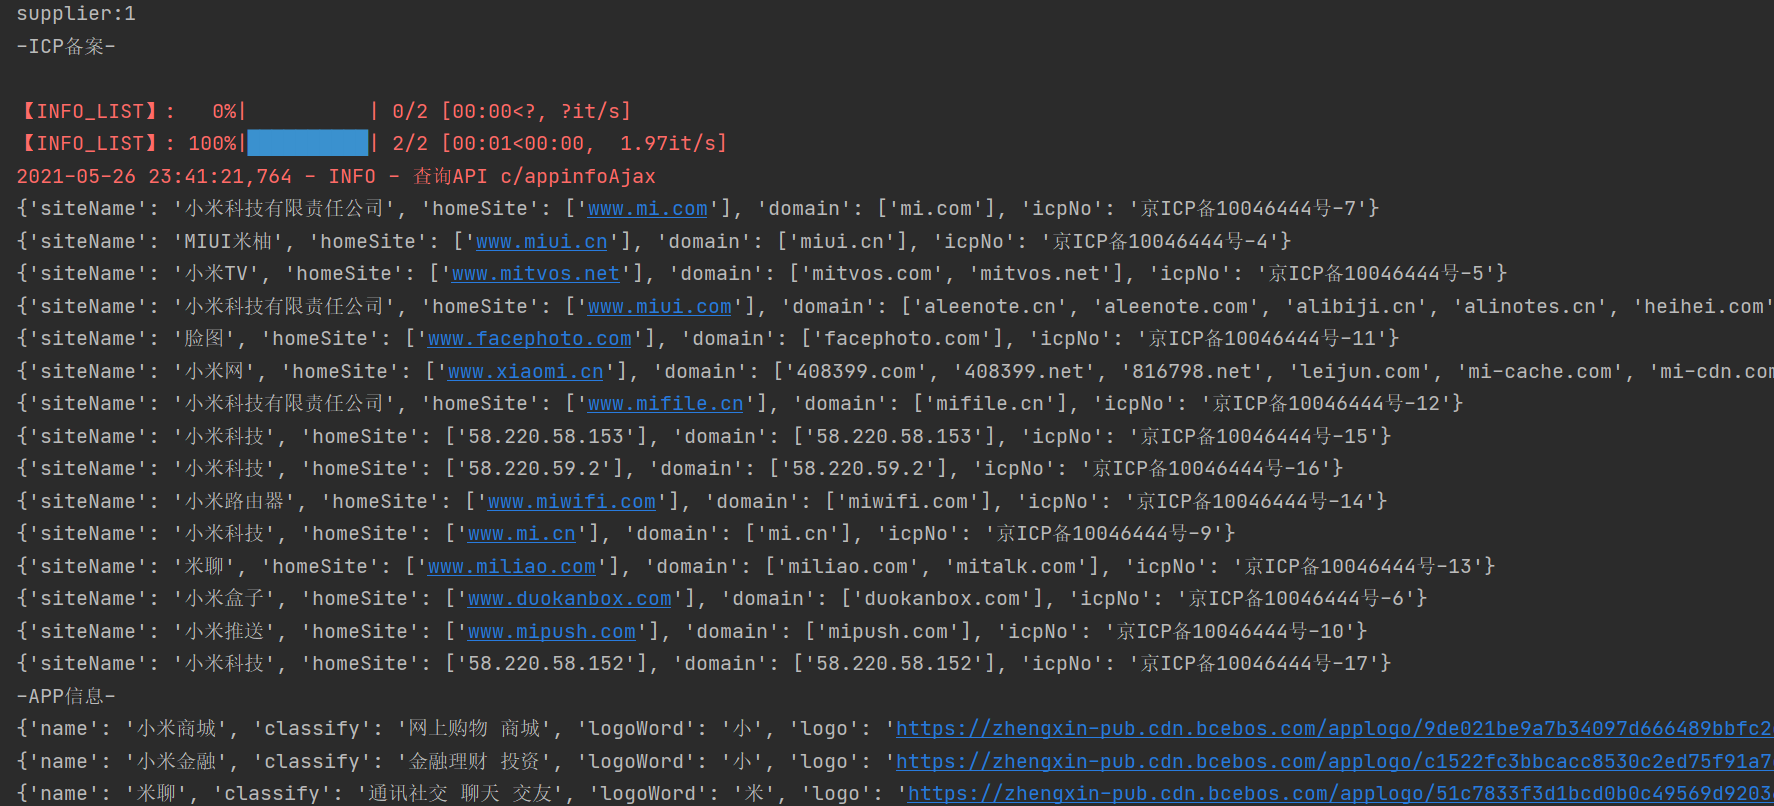 supplier:1
-ICP备案-
【INFO_LIST】:   0%|          | 0/2 [00:00<?, ?it/s]
【INFO_LIST】: 100%|██████████| 2/2 [00:01<00:00,  1.97it/s]
2021-05-26 23:41:21,764 - INFO - 查询API c/appinfoAjax
{'siteName': '小米科技有限责任公司', 'homeSite': ['www.mi.com'], 'domain': ['mi.com'], 'icpNo': '京ICP备10046444号-7'}
{'siteName': 'MIUI米柚', 'homeSite': ['www.miui.cn'], 'domain': ['miui.cn'], 'icpNo': '京ICP备10046444号-4'}
{'siteName': '小米TV', 'homeSite': ['www.mitvos.net'], 'domain': ['mitvos.com', 'mitvos.net'], 'icpNo': '京ICP备10046444号-5'}
{'siteName': '小米科技有限责任公司', 'homeSite': ['www.miui.com'], 'domain': ['aleenote.cn', 'aleenote.com', 'alibiji.cn', 'alinotes.cn', 'heihei.com'
{'siteName': '脸图', 'homeSite': ['www.facephoto.com'], 'domain': ['facephoto.com'], 'icpNo': '京ICP备10046444号-11'}
{'siteName': '小米网', 'homeSite': ['www.xiaomi.cn'], 'domain': ['408399.com', '408399.net', '816798.net', 'leijun.com', 'mi-cache.com', 'mi-cdn.com
{'siteName': '小米科技有限责任公司', 'homeSite': ['www.mifile.cn'], 'domain': ['mifile.cn'], 'icpNo': '京ICP备10046444号-12'}
{'siteName': '小米科技', 'homeSite': ['58.220.58.153'], 'domain': ['58.220.58.153'], 'icpNo': '京ICP备10046444号-15'}
{'siteName': '小米科技', 'homeSite': ['58.220.59.2'], 'domain': ['58.220.59.2'], 'icpNo': '京ICP备10046444号-16'}
{'siteName': '小米路由器', 'homeSite': ['www.miwifi.com'], 'domain': ['miwifi.com'], 'icpNo': '京ICP备10046444号-14'}
{'siteName': '小米科技', 'homeSite': ['www.mi.cn'], 'domain': ['mi.cn'], 'icpNo': '京ICP备10046444号-9'}
{'siteName': '米聊', 'homeSite': ['www.miliao.com'], 'domain': ['miliao.com', 'mitalk.com'], 'icpNo': '京ICP备10046444号-13'}
{'siteName': '小米盒子', 'homeSite': ['www.duokanbox.com'], 'domain': ['duokanbox.com'], 'icpNo': '京ICP备10046444号-6'}
{'siteName': '小米推送', 'homeSite': ['www.mipush.com'], 'domain': ['mipush.com'], 'icpNo': '京ICP备10046444号-10'}
{'siteName': '小米科技', 'homeSite': ['58.220.58.152'], 'domain': ['58.220.58.152'], 'icpNo': '京ICP备10046444号-17'}
-APP信息-
{'name': '小米商城', 'classify': '网上购物 商城', 'logoWord': '小', 'logo': 'https://zhengxin-pub.cdn.bcebos.com/applogo/9de021be9a7b34097d666489bbfc2
{'name': '小米金融', 'classify': '金融理财 投资', 'logoWord': '小', 'logo': 'https://zhengxin-pub.cdn.bcebos.com/applogo/c1522fc3bbcacc8530c2ed75f91a7
{'name': '米聊', 'classify': '通讯社交 聊天 交友', 'logoWord': '米', 'logo': 'https://zhengxin-pub.cdn.bcebos.com/applogo/51c7833f3d1bcd0b0c49569d9203